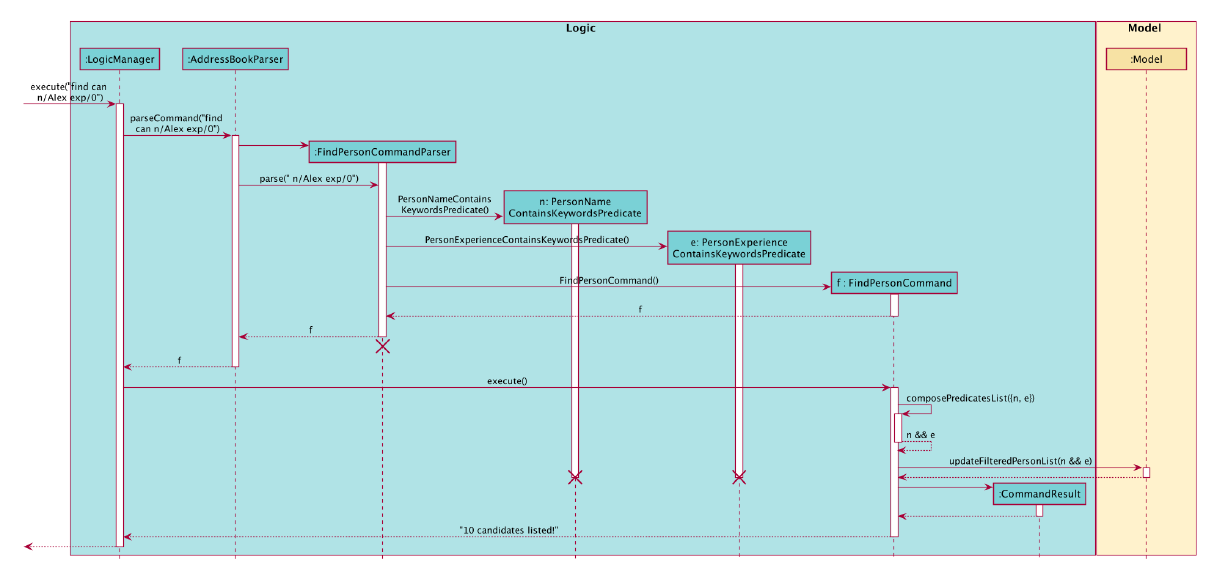 Logic
Model
:LogicManager
:AddressBookParser
:Model
execute("find can
n/Alex exp/0")
parseCommand("find
can n/Alex exp/0")
:FindPersonCommandParser
parse(" n/Alex exp/0")
PersonNameContains
KeywordsPredicate()
n: PersonName
ContainsKeywordsPredicate
PersonExperienceContainsKeywordsPredicate()
e: PersonExperience
ContainsKeywordsPredicate
FindPersonCommand()
f : FindPersonCommand
f
f
f
execute()
composePredicatesList({n, e})
n && e
updateFilteredPersonList(n && e)
:CommandResult
"10 candidates listed!"